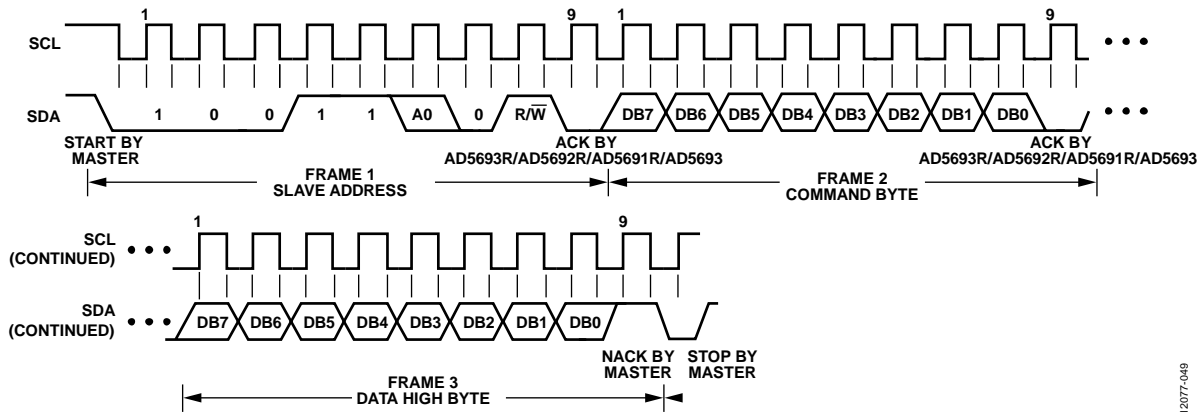 1 9 1 9
SCL
SDA 1 0 0 1 1 A0 0 R/W̅ DB7 DB6 DB5 DB4 DB3 DB2 DB1 DB0
START BY MASTER
ACK BY AD5693R/AD5692R/AD5691R/AD5693
ACK BY AD5693R/AD5692R/AD5691R/AD5693
FRAME 1
SLAVE ADDRESS
FRAME 2
COMMAND BYTE
1 9
SCL
(CONTINUED)
SDA
(CONTINUED)
DB7 DB6 DB5 DB4 DB3 DB2 DB1 DB0
NACK BY
MASTER
STOP BY
MASTER
FRAME 3
DATA HIGH BYTE
12077-049